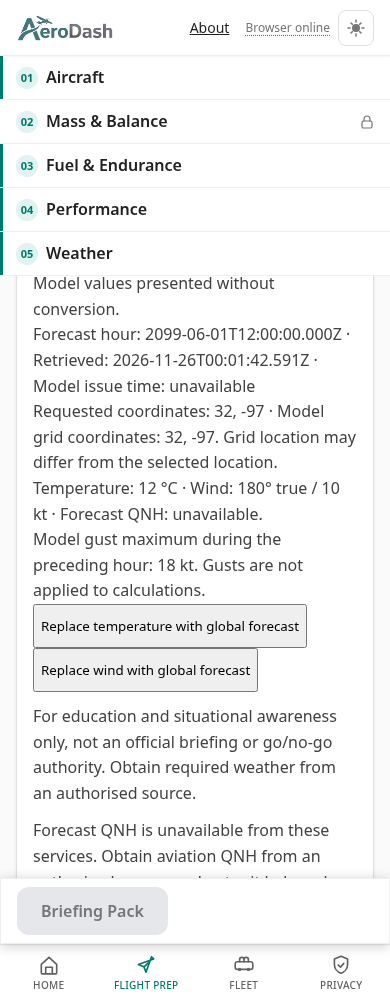 AeroDash
About
Browser online
01 Aircraft
02 Mass & Balance
03 Fuel & Endurance
04 Performance
05 Weather
Model values presented without
conversion.
Forecast hour: 2099-06-01T12:00:00.000Z ·
Retrieved: 2026-11-26T00:01:42.591Z ·
Model issue time: unavailable
Requested coordinates: 32, -97 · Model
grid coordinates: 32, -97. Grid location may
differ from the selected location.
Temperature: 12 °C · Wind: 180° true / 10
kt · Forecast QNH: unavailable.
Model gust maximum during the
preceding hour: 18 kt. Gusts are not
applied to calculations.
Replace temperature with global forecast
Replace wind with global forecast
For education and situational awareness
only, not an official briefing or go/no-go
authority. Obtain required weather from
an authorised source.
Forecast QNH is unavailable from these
services. Obtain aviation QNH from an
Briefing Pack
HOME
FLIGHT PREP
FLEET
PRIVACY